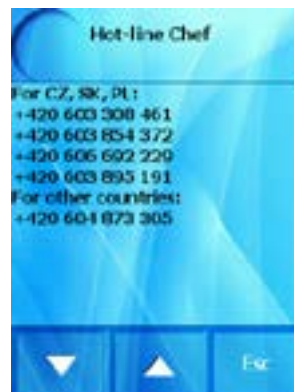 Hot-line Chef
For CZ, SK, PL:
+420 603 308 461
+420 603 854 372
+420 606 692 229
+420 603 895 191
For other countries:
+420 604 873 305
Esc